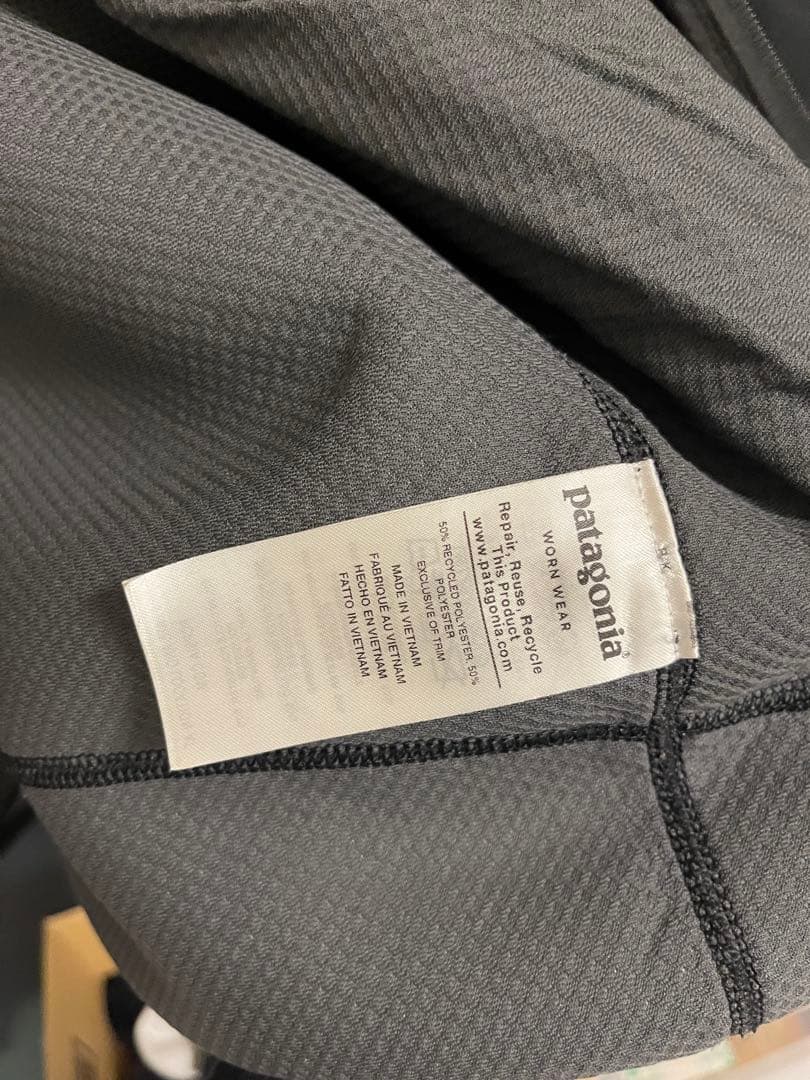 patagonia®
WORN WEAR
Repair, Reuse, Recycle
This Product
www.patagonia.com
50% RECYCLED POLYESTER, 50%
POLYESTER
EXCLUSIVE OF TRIM
MADE IN VIETNAM
FABRIQUÉ AU VIETNAM
HECHO EN VIETNAM
FATTO IN VIETNAM